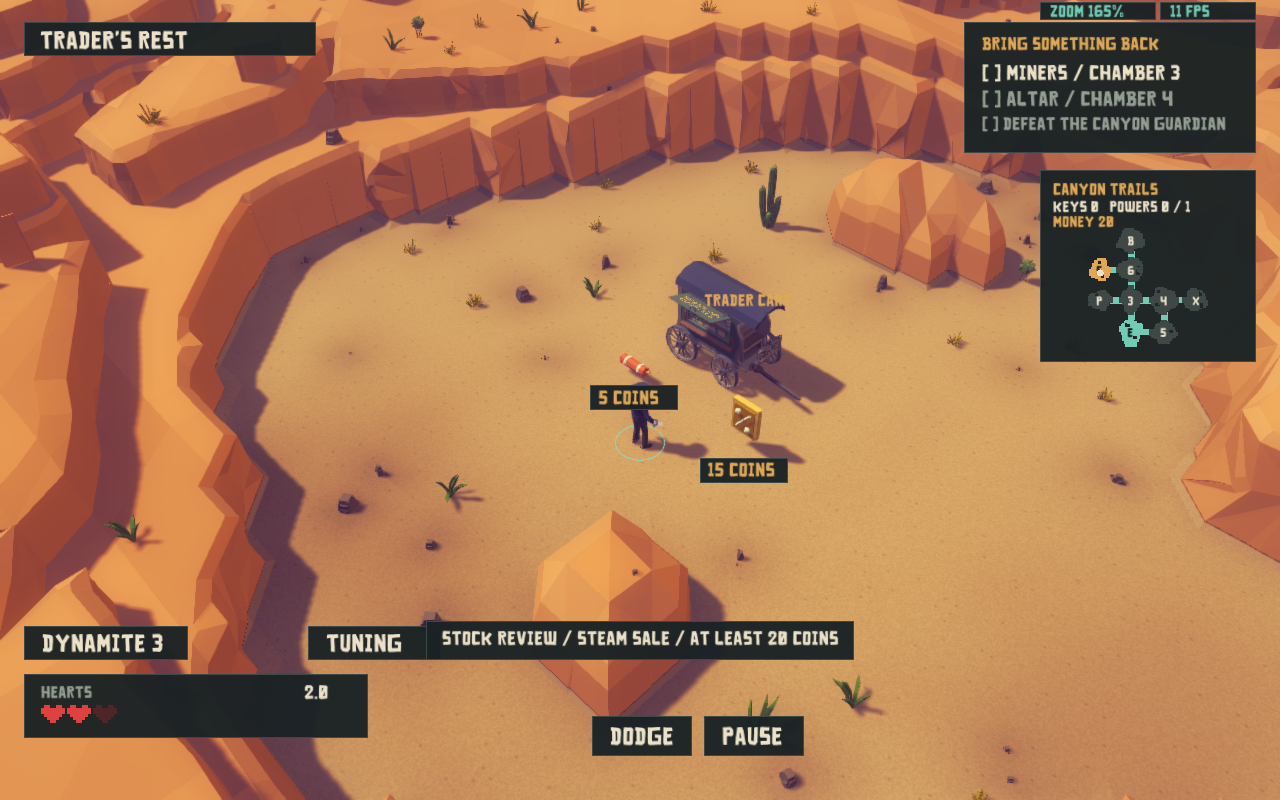 TRADER'S REST
ZOOM 165% 11 FPS
BRING SOMETHING BACK
[ ] MINERS / CHAMBER 3
[ ] ALTAR / CHAMBER 4
[ ] DEFEAT THE CANYON GUARDIAN
CANYON TRAILS
KEYS 0 POWERS 0 / 1
MONEY 20
B
6
P 3 4 X
E 5
TRADER
5 COINS
15 COINS
DYNAMITE 3
TUNING
STOCK REVIEW / STEAM SALE / AT LEAST 20 COINS
HEARTS 2.0
DODGE PAUSE